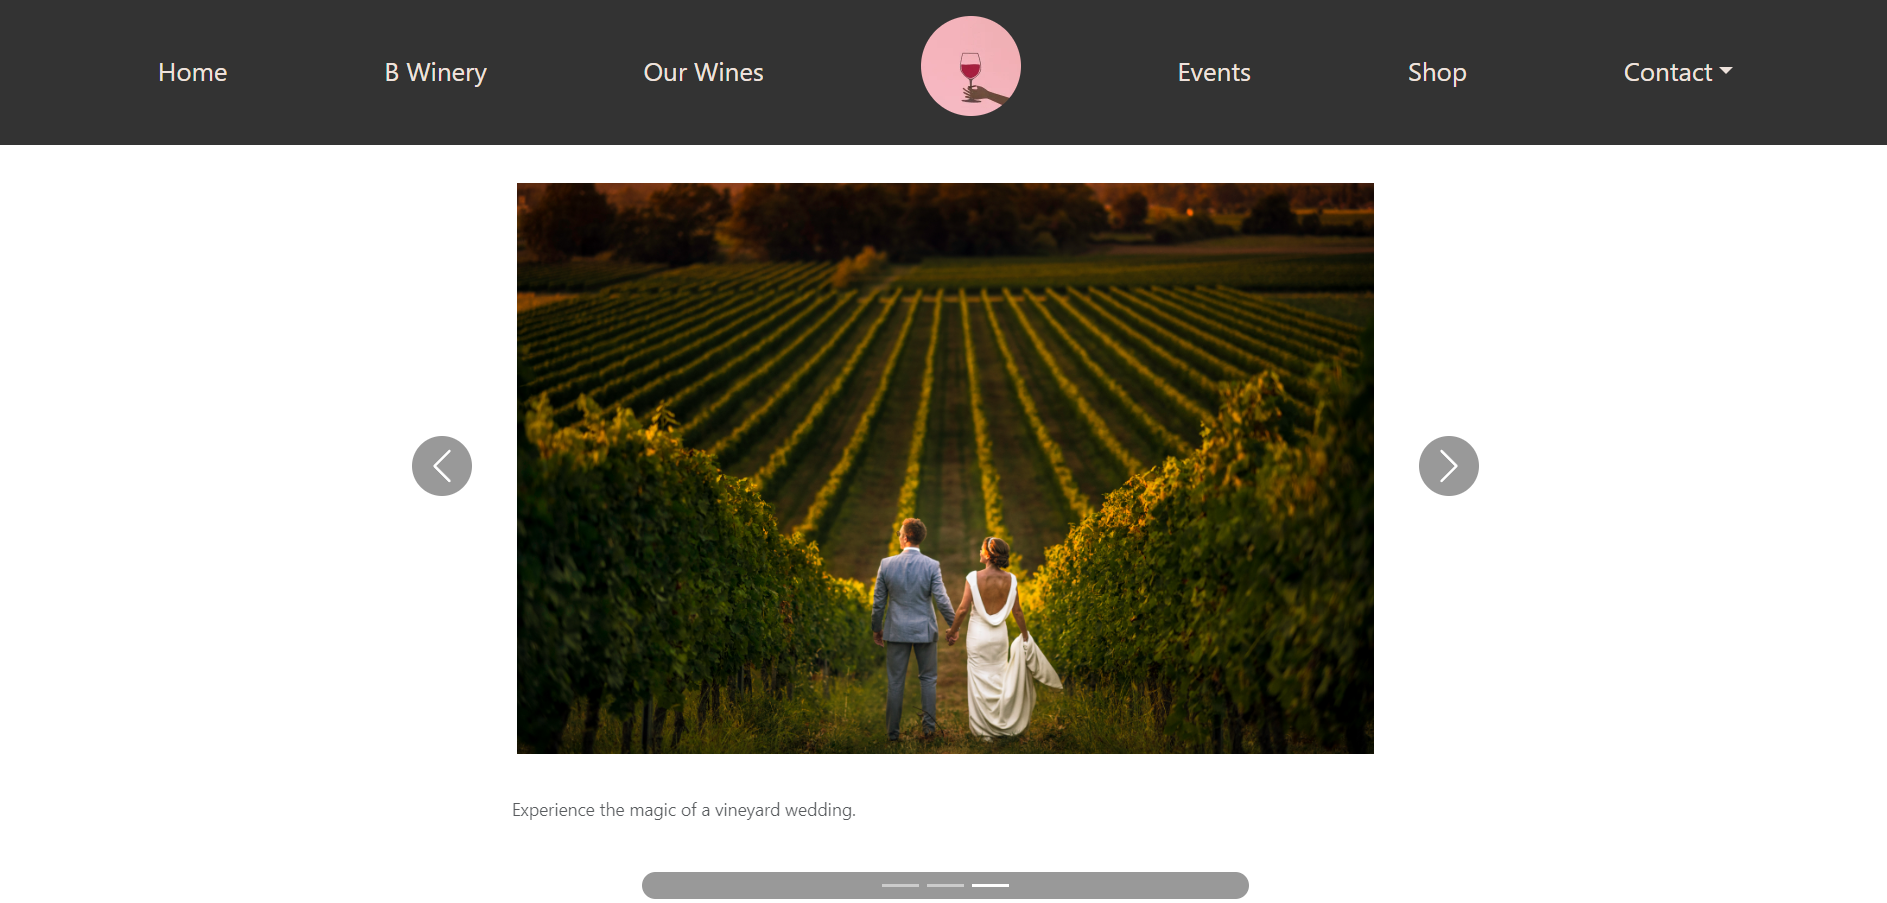 Home B Winery Our Wines Events Shop Contact
Experience the magic of a vineyard wedding.